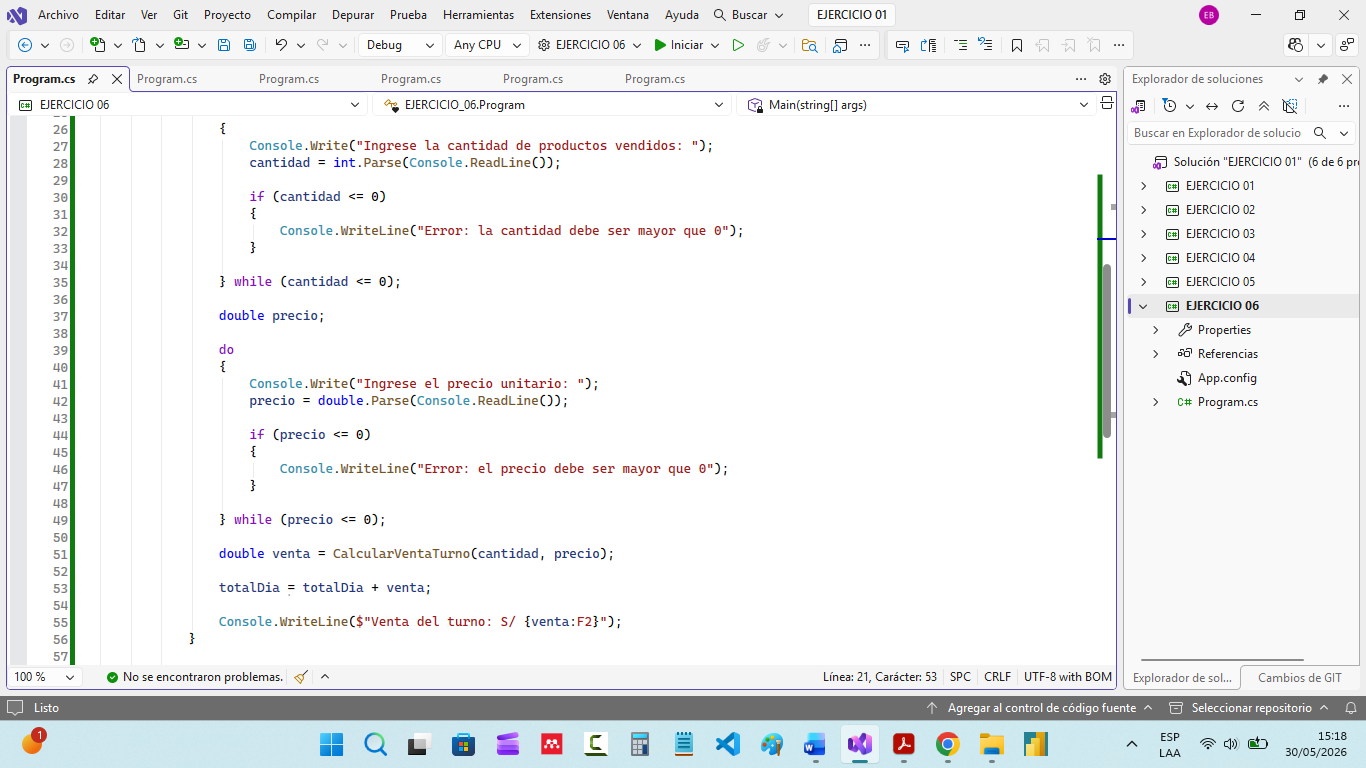 Archivo Editar Ver Git Proyecto Compilar Depurar Prueba Herramientas Extensiones Ventana Ayuda Buscar EJERCICIO 01 EB
Debug Any CPU EJERCICIO 06 Iniciar
Program.cs Program.cs Program.cs Program.cs Program.cs Program.cs
EJERCICIO 06 EJERCICIO_06.Program Main(string[] args)
26 {
27 Console.Write("Ingrese la cantidad de productos vendidos: ");
28 cantidad = int.Parse(Console.ReadLine());
29
30 if (cantidad <= 0)
31 {
32 Console.WriteLine("Error: la cantidad debe ser mayor que 0");
33 }
34
35 } while (cantidad <= 0);
36
37 double precio;
38
39 do
40 {
41 Console.Write("Ingrese el precio unitario: ");
42 precio = double.Parse(Console.ReadLine());
43
44 if (precio <= 0)
45 {
46 Console.WriteLine("Error: el precio debe ser mayor que 0");
47 }
48
49 } while (precio <= 0);
50
51 double venta = CalcularVentaTurno(cantidad, precio);
52
53 totalDia = totalDia + venta;
54
55 Console.WriteLine($"Venta del turno: S/ {venta:F2}");
56 }
57
100 % No se encontraron problemas. Línea: 21, Carácter: 53 SPC CRLF UTF-8 with BOM
Explorador de soluciones
Buscar en Explorador de solucio
Solución "EJERCICIO 01" (6 de 6 pr
C# EJERCICIO 01
C# EJERCICIO 02
C# EJERCICIO 03
C# EJERCICIO 04
C# EJERCICIO 05
C# EJERCICIO 06
Properties
Referencias
App.config
C# Program.cs
Explorador de sol... Cambios de GIT
Listo Agregar al control de código fuente Seleccionar repositorio
1
ESP
LAA
15:18
30/05/2026